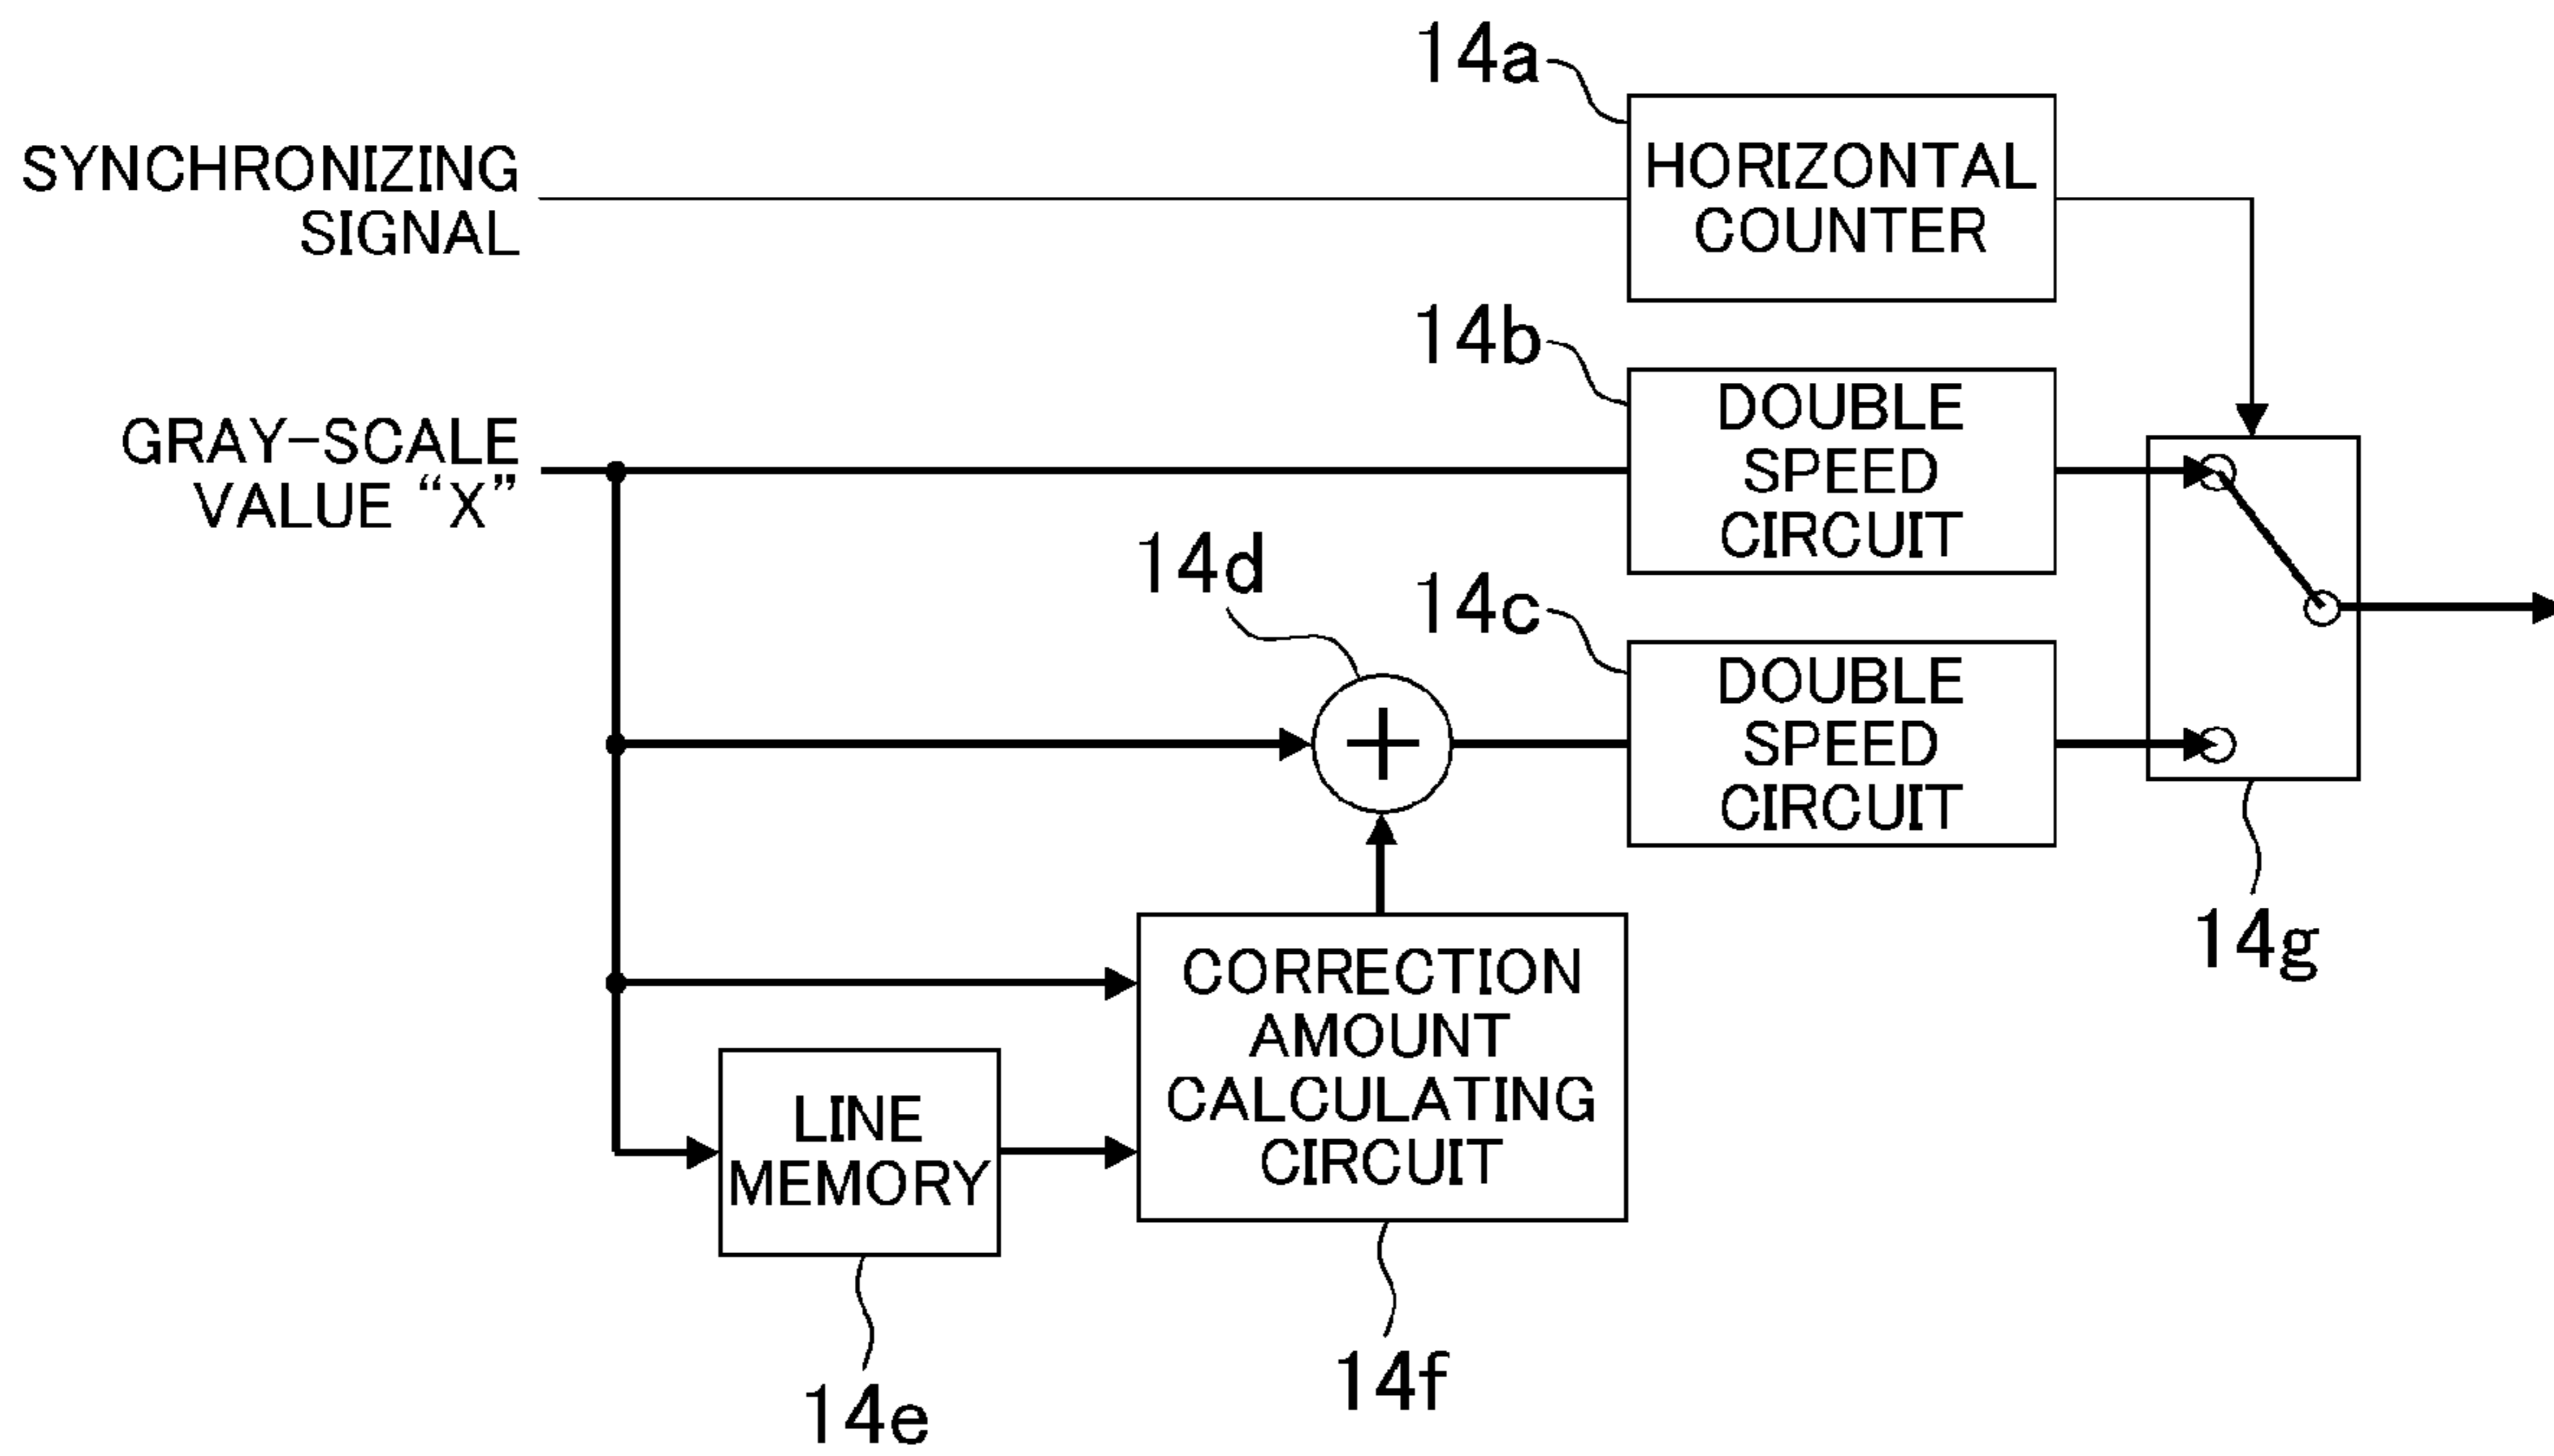 14a
SYNCHRONIZING
SIGNAL
HORIZONTAL
COUNTER
14b
GRAY-SCALE
VALUE “X”
DOUBLE
SPEED
CIRCUIT
14d
14c
+
DOUBLE
SPEED
CIRCUIT
14g
CORRECTION
AMOUNT
CALCULATING
CIRCUIT
LINE
MEMORY
14f
14e